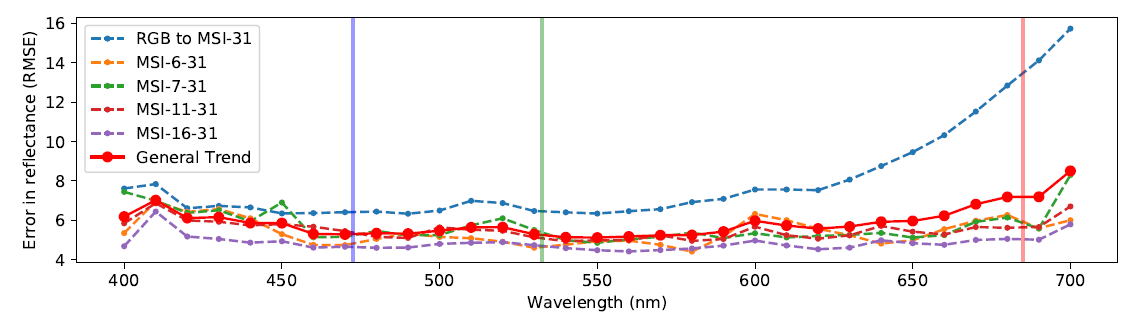 16
14
12
10
8
6
4
Error in reflectance (RMSE)
RGB to MSI-31
MSI-6-31
MSI-7-31
MSI-11-31
MSI-16-31
General Trend
400 450 500 550 600 650 700
Wavelength (nm)